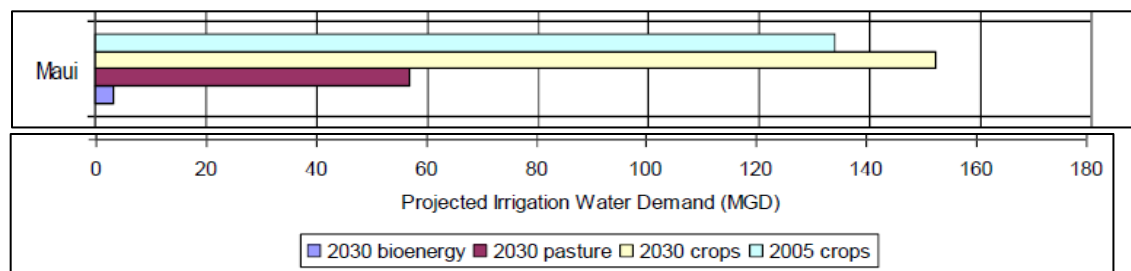 Maui
0 20 40 60 80 100 120 140 160 180
Projected Irrigation Water Demand (MGD)
2030 bioenergy 2030 pasture 2030 crops 2005 crops